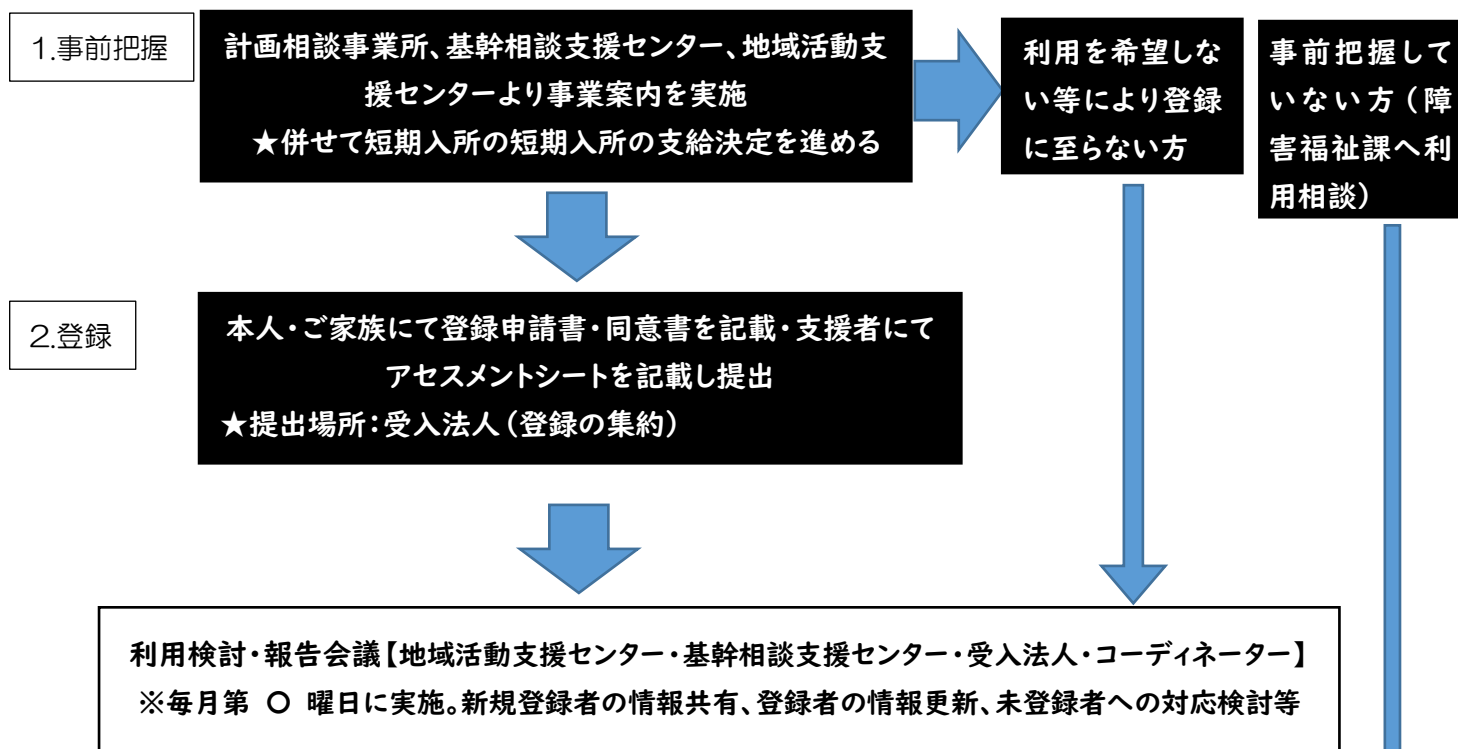 1.事前把握
計画相談事業所、基幹相談支援センター、地域活動支
援センターより事業案内を実施
★併せて短期入所の短期入所の支給決定を進める
利用を希望しな
い等により登録
に至らない方
事前把握して
いない方（障
害福祉課へ利
用相談）
2.登録
本人・ご家族にて登録申請書・同意書を記載・支援者にて
アセスメントシートを記載し提出
★提出場所：受入法人（登録の集約）
利用検討・報告会議【地域活動支援センター・基幹相談支援センター・受入法人・コーディネーター】
※毎月第 〇 曜日に実施。新規登録者の情報共有、登録者の情報更新、未登録者への対応検討等